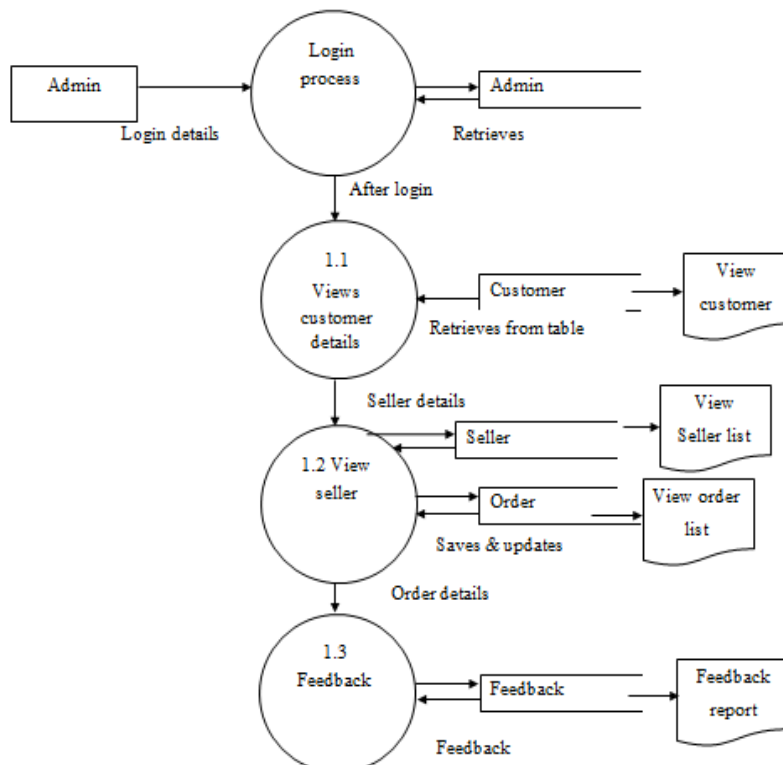 Login
process
Admin
Admin
Login details
Retrieves
After login
1.1
Views
customer
details
Customer
View
customer
Retrieves from table
Seller details
View
Seller list
Seller
1.2 View
seller
Order
View order
list
Saves & updates
Order details
1.3
Feedback
Feedback
Feedback
report
Feedback